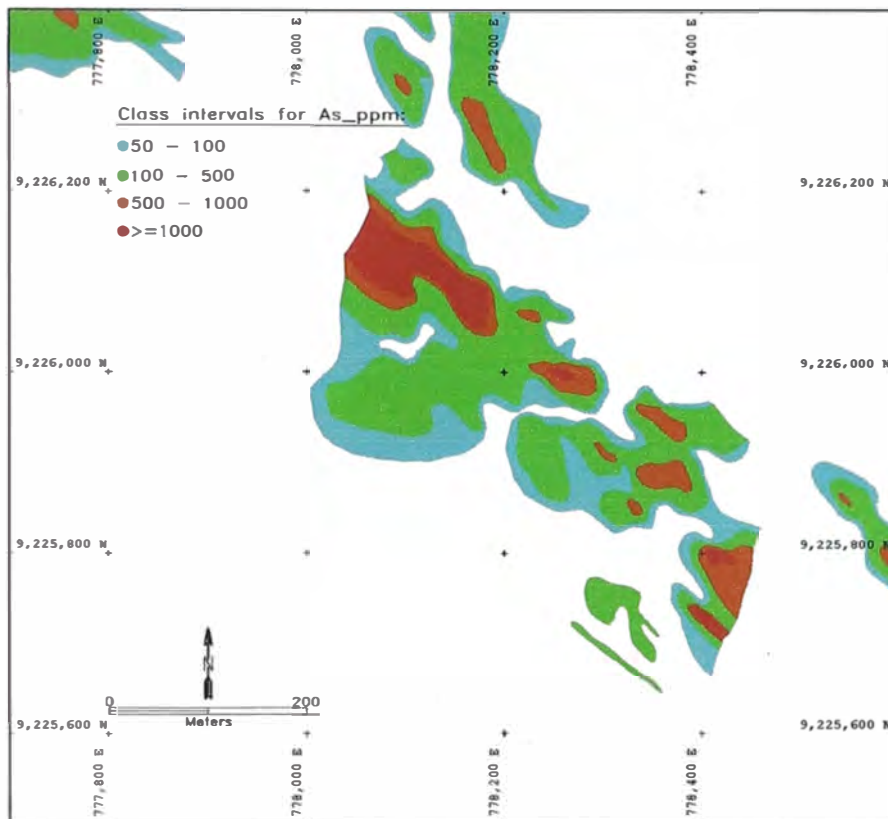 777,800 E
778,000 E
778,200 E
778,400 E
Class intervals for As_ppm:
50 - 100
100 - 500
500 - 1000
>=1000
9,226,200 N
9,226,200 N
9,226,000 N
9,226,000 N
9,225,800 N
9,225,800 N
N
0 200
Meters
9,225,600 N
9,225,600 N
777,800 E
778,000 E
778,200 E
778,400 E